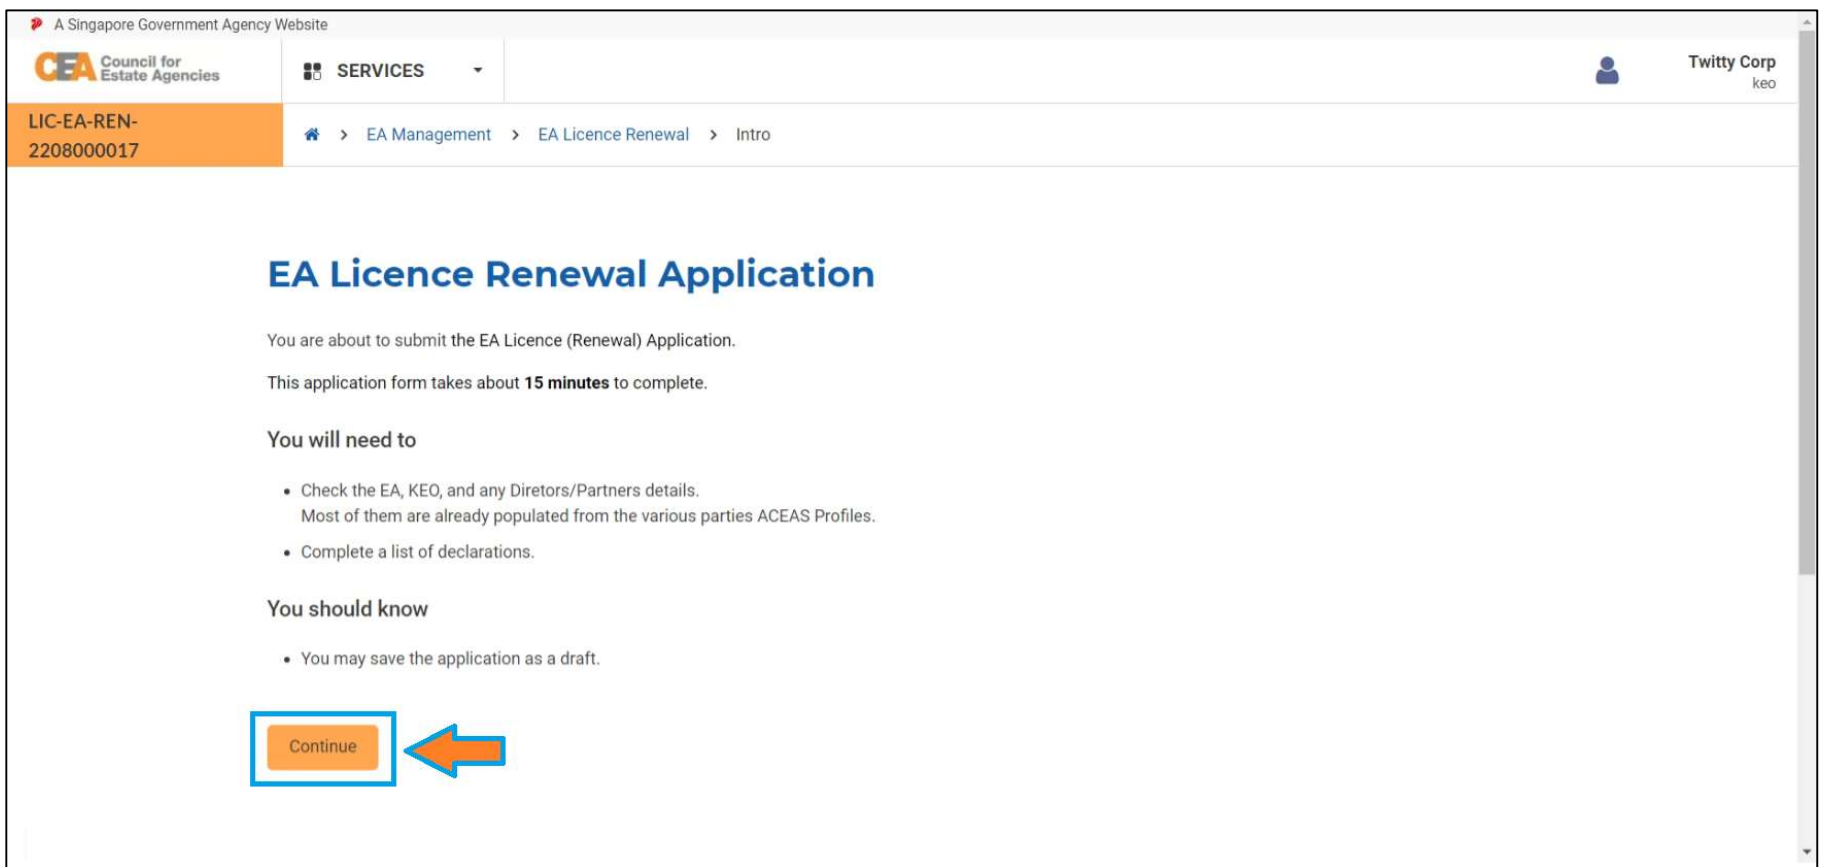 A Singapore Government Agency Website
CEA Council for
Estate Agencies
SERVICES
Twitty Corp
keo
LIC-EA-REN-
2208000017
> EA Management > EA Licence Renewal > Intro
EA Licence Renewal Application
You are about to submit the EA Licence (Renewal) Application.
This application form takes about 15 minutes to complete.
You will need to
• Check the EA, KEO, and any Diretors/Partners details.
Most of them are already populated from the various parties ACEAS Profiles.
• Complete a list of declarations.
You should know
• You may save the application as a draft.
Continue